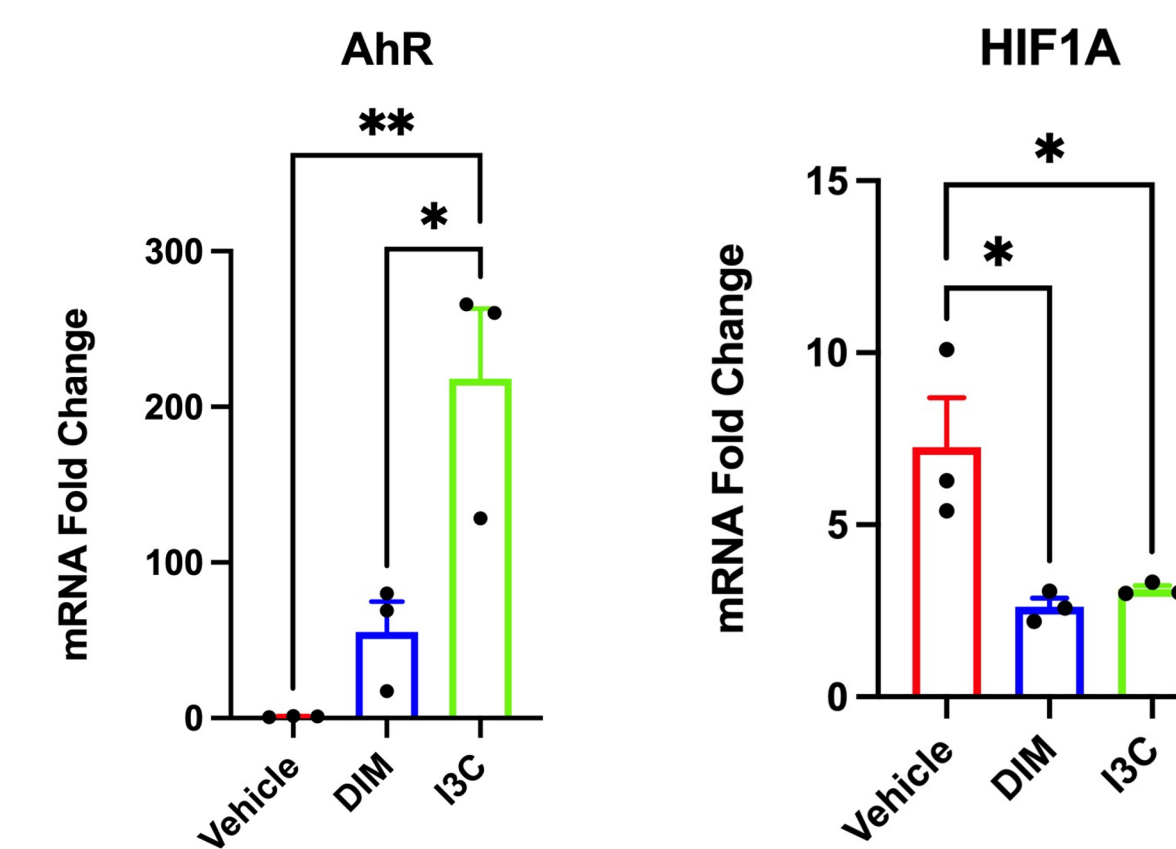 AhR
**
*
300
200
100
0
mRNA Fold Change
Vehicle
DIM
I3C
HIF1A
*
*
15
10
5
0
mRNA Fold Change
Vehicle
DIM
I3C